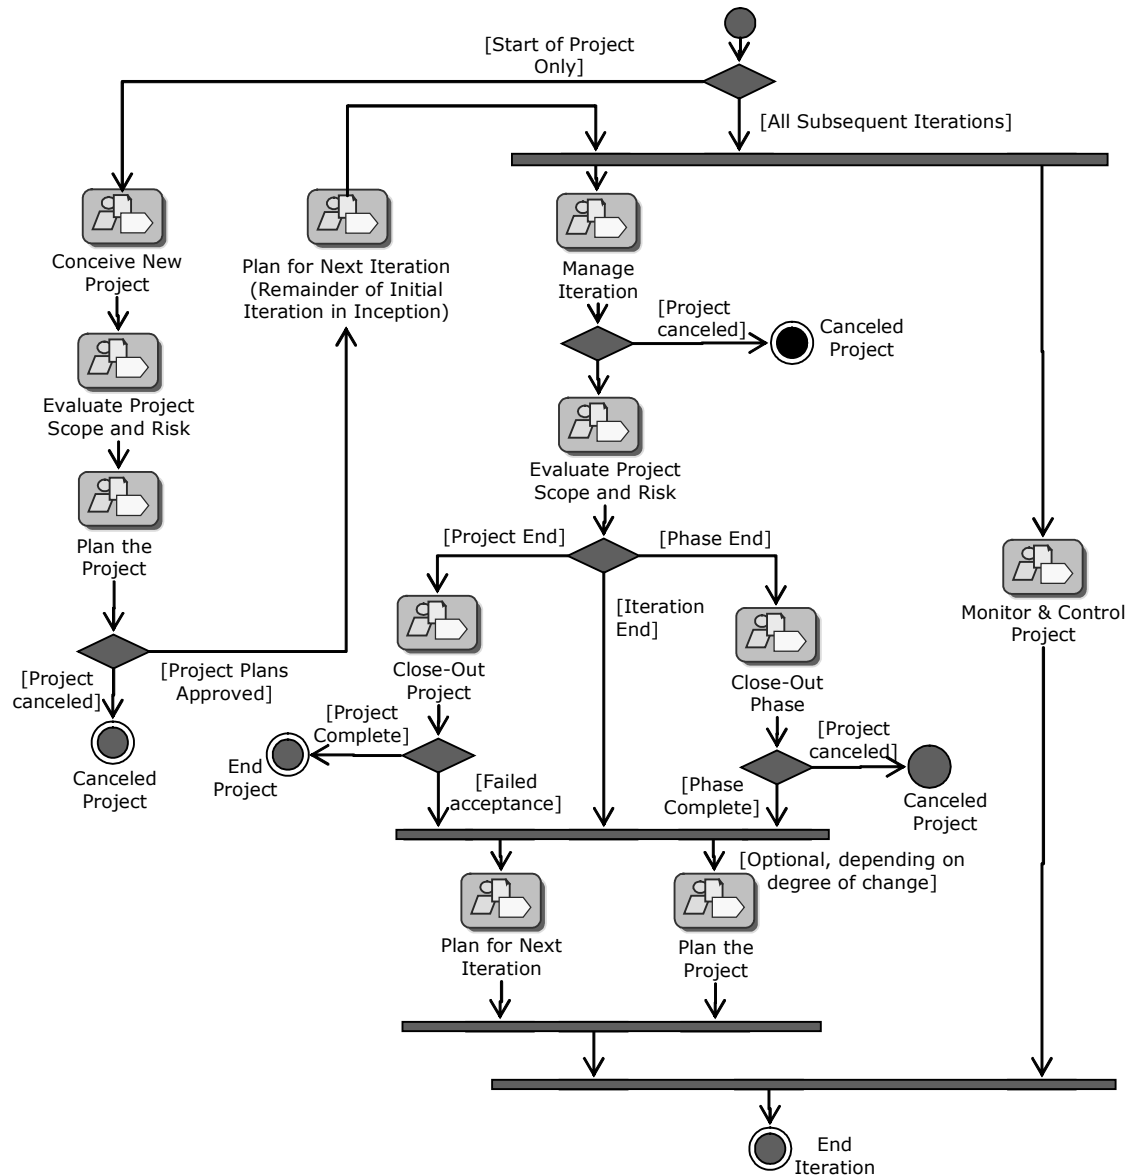 [Start of Project
Only]
[All Subsequent Iterations]
Conceive New
Project
Plan for Next Iteration
(Remainder of Initial
Iteration in Inception)
Manage
Iteration
[Project
canceled]
Canceled
Project
Evaluate Project
Scope and Risk
Evaluate Project
Scope and Risk
Plan the
Project
[Project End]
[Phase End]
[Iteration
End]
Monitor & Control
Project
[Project
canceled]
[Project Plans
Approved]
Close-Out
Project
Close-Out
Phase
Canceled
Project
[Project
Complete]
End
Project
[Failed
acceptance]
[Project
canceled]
[Phase
Complete]
Canceled
Project
[Optional, depending on
degree of change]
Plan for Next
Iteration
Plan the
Project
End
Iteration